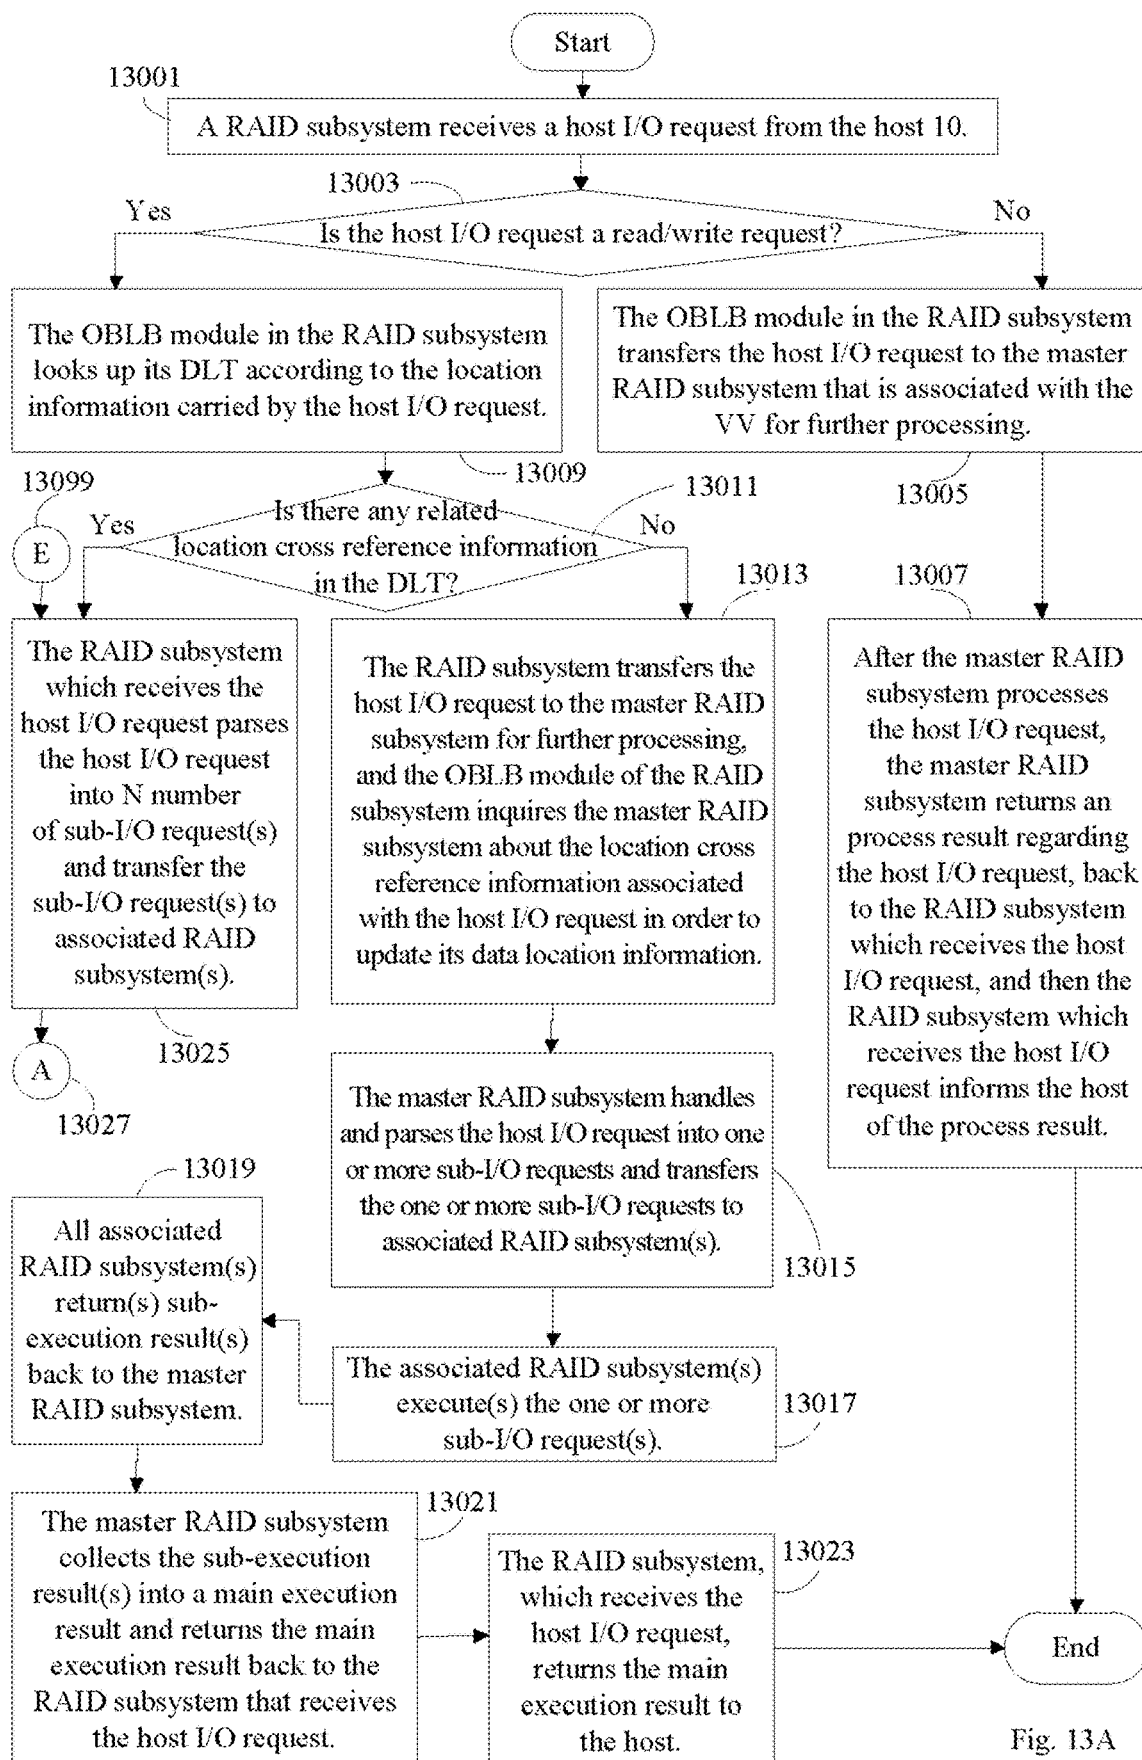 Start
13001
A RAID subsystem receives a host I/O request from the host 10.
13003
Yes
No
Is the host I/O request a read/write request?
The OBLB module in the RAID subsystem
looks up its DLT according to the location
information carried by the host I/O request.
13009
The OBLB module in the RAID subsystem
transfers the host I/O request to the master
RAID subsystem that is associated with the
VV for further processing.
13005
13099
E
Yes
Is there any related
location cross reference information
in the DLT?
No
13011
13013
13007
The RAID subsystem
which receives the
host I/O request parses
the host I/O request
into N number
of sub-I/O request(s)
and transfer the
sub-I/O request(s) to
associated RAID
subsystem(s).
13025
A
13027
The RAID subsystem transfers the
host I/O request to the master RAID
subsystem for further processing,
and the OBLB module of the RAID
subsystem inquires the master RAID
subsystem about the location cross
reference information associated
with the host I/O request in order to
update its data location information.
After the master RAID
subsystem processes
the host I/O request,
the master RAID
subsystem returns an
process result regarding
the host I/O request, back
to the RAID subsystem
which receives the host
I/O request, and then the
RAID subsystem which
receives the host I/O
request informs the host
of the process result.
The master RAID subsystem handles
and parses the host I/O request into one
or more sub-I/O requests and transfers
the one or more sub-I/O requests to
associated RAID subsystem(s).
13015
13019
All associated
RAID subsystem(s)
return(s) sub-
execution result(s)
back to the master
RAID subsystem.
The associated RAID subsystem(s)
execute(s) the one or more
sub-I/O request(s).
13017
The master RAID subsystem
collects the sub-execution
result(s) into a main execution
result and returns the main
execution result back to the
RAID subsystem that receives
the host I/O request.
13021
The RAID subsystem,
which receives the
host I/O request,
returns the main
execution result to
the host.
13023
End
Fig. 13A